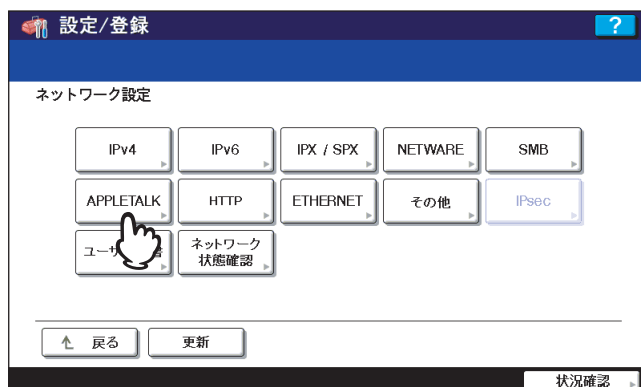 設定/登録
?
ネットワーク設定
IPv4
IPv6
IPX / SPX
NETWARE
SMB
APPLETALK
HTTP
ETHERNET
その他
IPsec
ネットワーク
状態確認
戻る
更新
状況確認